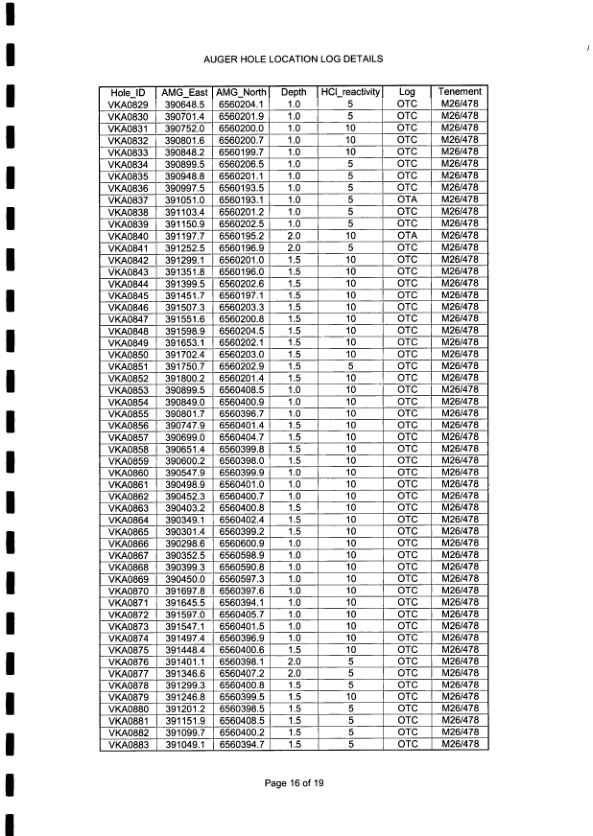 AUGER HOLE LOCATION LOG DETAILS
Hole_ID AMG_East AMG_North Depth HCl_reactivity Log Tenement
VKA0829 390648.5 6560204.1 1.0 5 OTC M26/478
VKA0830 390701.4 6560201.9 1.0 5 OTC M26/478
VKA0831 390752.0 6560200.0 1.0 10 OTC M26/478
VKA0832 390801.6 6560200.7 1.0 10 OTC M26/478
VKA0833 390848.2 6560199.7 1.0 10 OTC M26/478
VKA0834 390899.5 6560206.5 1.0 5 OTC M26/478
VKA0835 390948.8 6560201.1 1.0 5 OTC M26/478
VKA0836 390997.5 6560193.5 1.0 5 OTC M26/478
VKA0837 391051.0 6560193.1 1.0 5 OTA M26/478
VKA0838 391103.4 6560201.2 1.0 5 OTC M26/478
VKA0839 391150.9 6560202.5 1.0 5 OTC M26/478
VKA0840 391197.7 6560195.2 2.0 10 OTA M26/478
VKA0841 391252.5 6560196.9 2.0 5 OTC M26/478
VKA0842 391299.1 6560201.0 1.5 10 OTC M26/478
VKA0843 391351.8 6560196.0 1.5 10 OTC M26/478
VKA0844 391399.5 6560202.6 1.5 10 OTC M26/478
VKA0845 391451.7 6560197.1 1.5 10 OTC M26/478
VKA0846 391507.3 6560203.3 1.5 10 OTC M26/478
VKA0847 391551.6 6560200.8 1.5 10 OTC M26/478
VKA0848 391598.9 6560204.5 1.5 10 OTC M26/478
VKA0849 391653.1 6560202.1 1.5 10 OTC M26/478
VKA0850 391702.4 6560203.0 1.5 10 OTC M26/478
VKA0851 391750.7 6560202.9 1.5 5 OTC M26/478
VKA0852 391800.2 6560201.4 1.5 10 OTC M26/478
VKA0853 390899.5 6560408.5 1.0 10 OTC M26/478
VKA0854 390849.0 6560400.9 1.0 10 OTC M26/478
VKA0855 390801.7 6560396.7 1.0 10 OTC M26/478
VKA0856 390747.9 6560401.4 1.5 10 OTC M26/478
VKA0857 390699.0 6560404.7 1.5 10 OTC M26/478
VKA0858 390651.4 6560399.8 1.5 10 OTC M26/478
VKA0859 390600.2 6560398.0 1.5 10 OTC M26/478
VKA0860 390547.9 6560399.9 1.0 10 OTC M26/478
VKA0861 390498.9 6560401.0 1.0 10 OTC M26/478
VKA0862 390452.3 6560400.7 1.0 10 OTC M26/478
VKA0863 390403.2 6560400.8 1.5 10 OTC M26/478
VKA0864 390349.1 6560402.4 1.5 10 OTC M26/478
VKA0865 390301.4 6560399.2 1.5 10 OTC M26/478
VKA0866 390298.6 6560600.9 1.0 10 OTC M26/478
VKA0867 390352.5 6560598.9 1.0 10 OTC M26/478
VKA0868 390399.3 6560590.8 1.0 10 OTC M26/478
VKA0869 390450.0 6560597.3 1.0 10 OTC M26/478
VKA0870 391697.8 6560397.6 1.0 10 OTC M26/478
VKA0871 391645.5 6560394.1 1.0 10 OTC M26/478
VKA0872 391597.0 6560405.7 1.0 10 OTC M26/478
VKA0873 391547.1 6560401.5 1.0 10 OTC M26/478
VKA0874 391497.4 6560396.9 1.0 10 OTC M26/478
VKA0875 391448.4 6560400.6 1.5 10 OTC M26/478
VKA0876 391401.1 6560398.1 2.0 5 OTC M26/478
VKA0877 391346.6 6560407.2 2.0 5 OTC M26/478
VKA0878 391299.3 6560400.8 1.5 5 OTC M26/478
VKA0879 391246.8 6560399.5 1.5 10 OTC M26/478
VKA0880 391201.2 6560398.5 1.5 5 OTC M26/478
VKA0881 391151.9 6560408.5 1.5 5 OTC M26/478
VKA0882 391099.7 6560400.2 1.5 5 OTC M26/478
VKA0883 391049.1 6560394.7 1.5 5 OTC M26/478
Page 16 of 19